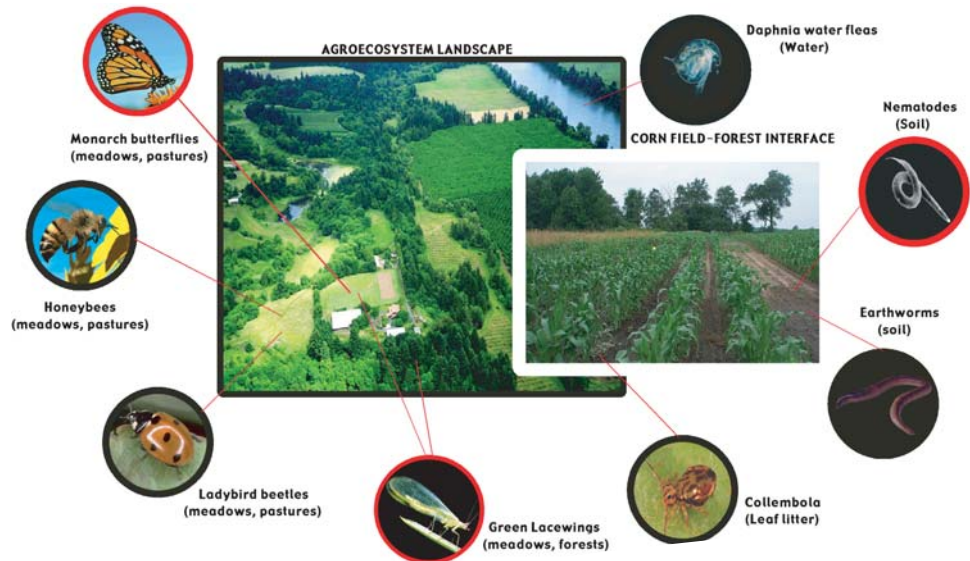 AGROECOSYSTEM LANDSCAPE
Daphnia water fleas
(Water)
CORN FIELD-FOREST INTERFACE
Nematodes
(Soil)
Monarch butterflies
(meadows, pastures)
Honeybees
(meadows, pastures)
Earthworms
(soil)
Ladybird beetles
(meadows, pastures)
Green Lacewings
(meadows, forests)
Collembola
(Leaf litter)